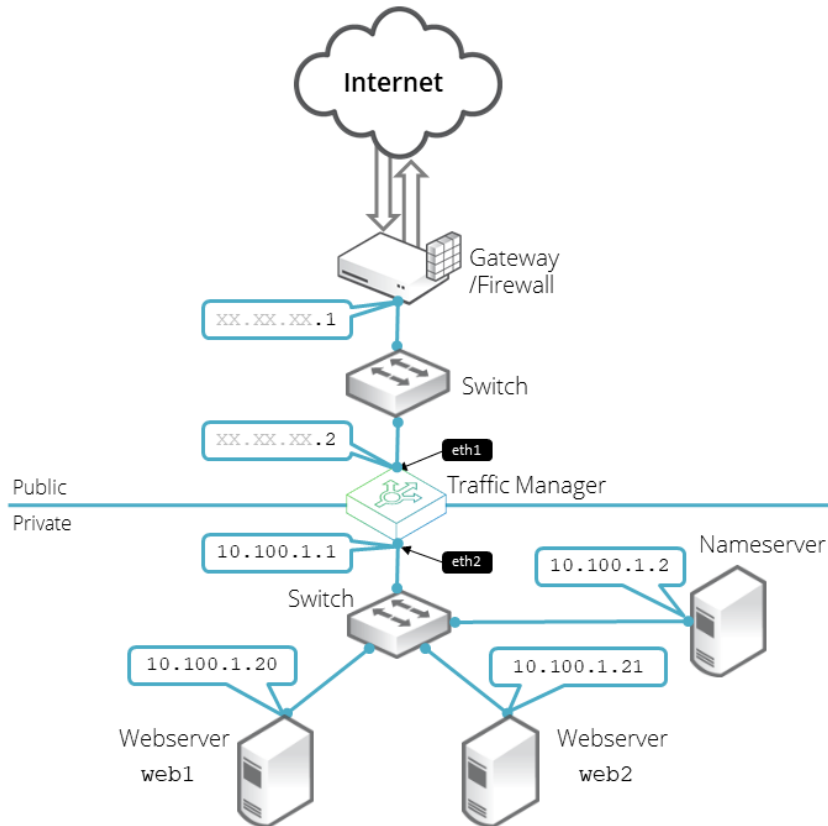 Internet
Gateway
/Firewall
xx.xx.xx.1
Switch
xx.xx.xx.2
eth1
Traffic Manager
Public
Private
10.100.1.1
eth2
Nameserver
10.100.1.2
Switch
10.100.1.20
10.100.1.21
Webserver
web1
Webserver
web2